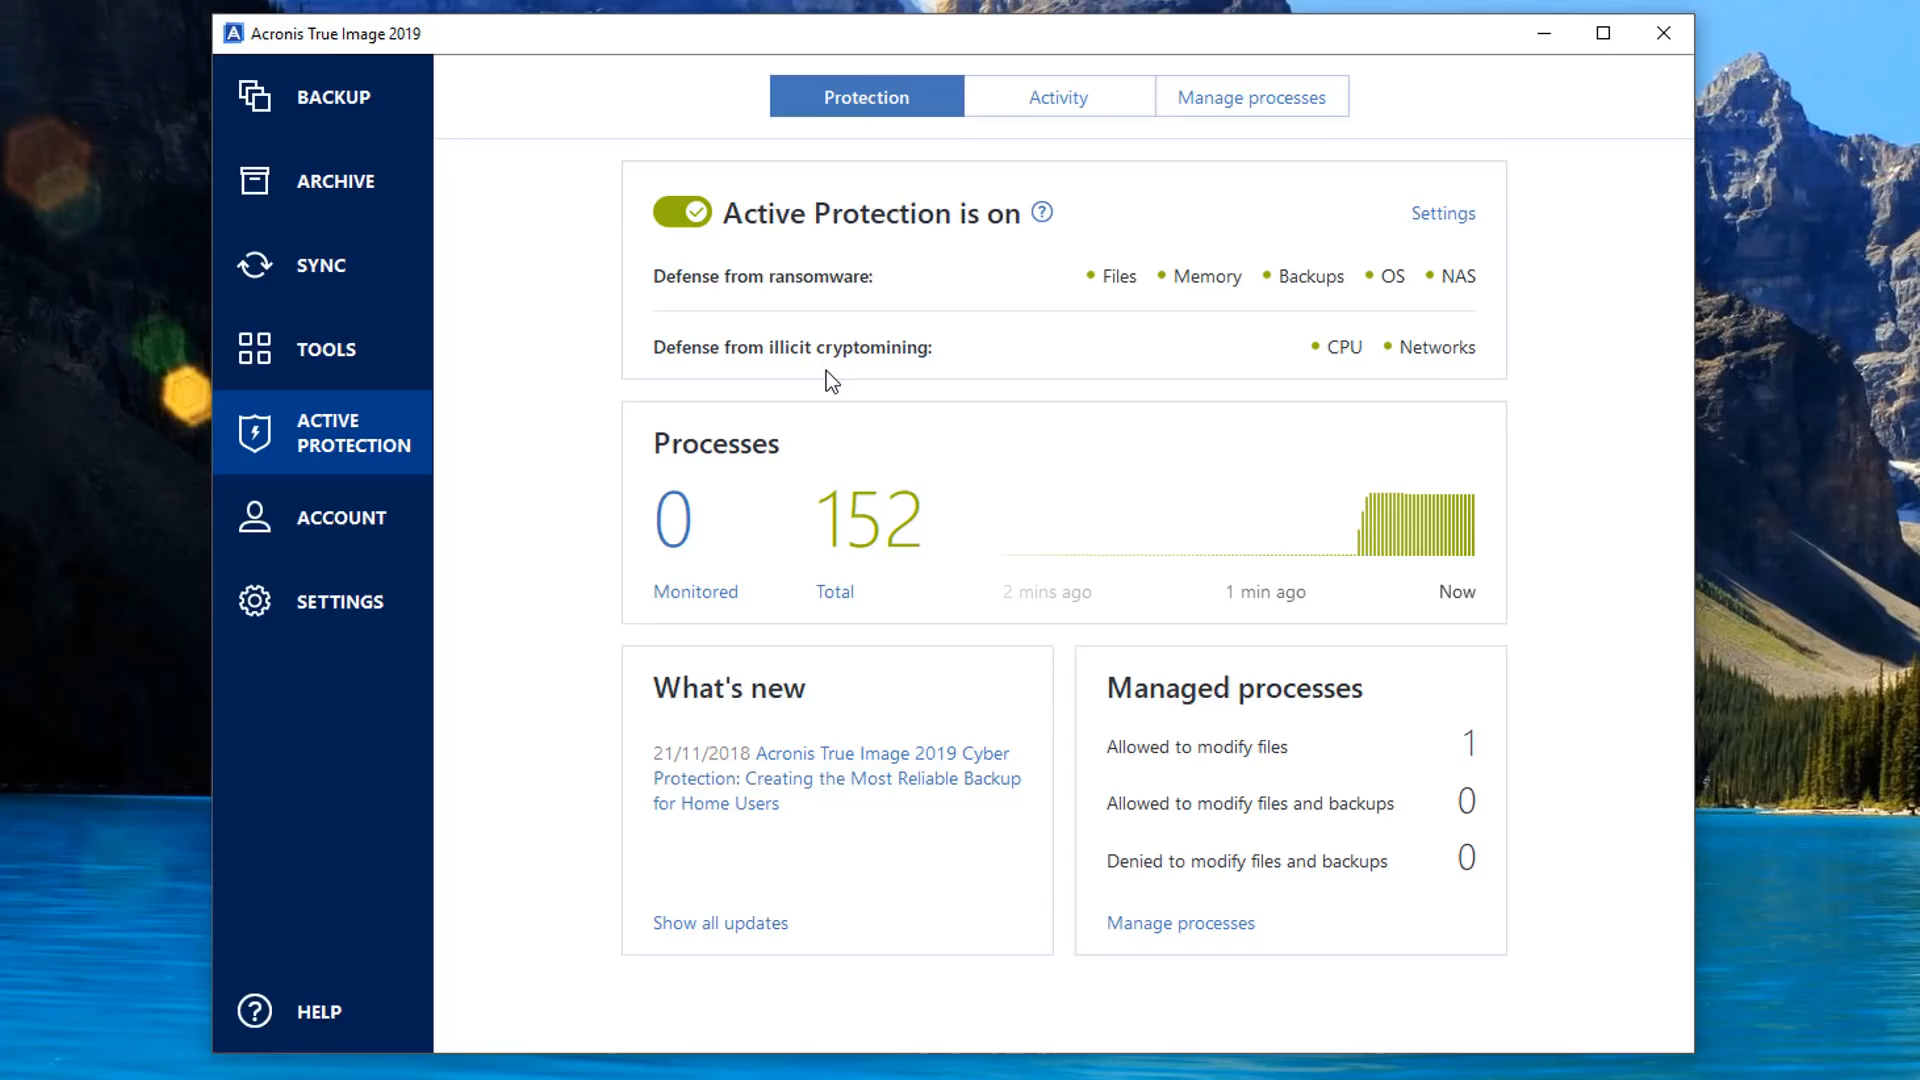 Acronis True Image 2019
BACKUP
ARCHIVE
SYNC
TOOLS
ACTIVE
PROTECTION
ACCOUNT
SETTINGS
HELP
Protection
Activity
Manage processes
Active Protection is on
Settings
Defense from ransomware:
Files
Memory
Backups
OS
NAS
Defense from illicit cryptomining:
CPU
Networks
Processes
0
152
Monitored
Total
2 mins ago
1 min ago
Now
What's new
21/11/2018 Acronis True Image 2019 Cyber
Protection: Creating the Most Reliable Backup
for Home Users
Show all updates
Managed processes
Allowed to modify files 1
Allowed to modify files and backups 0
Denied to modify files and backups 0
Manage processes